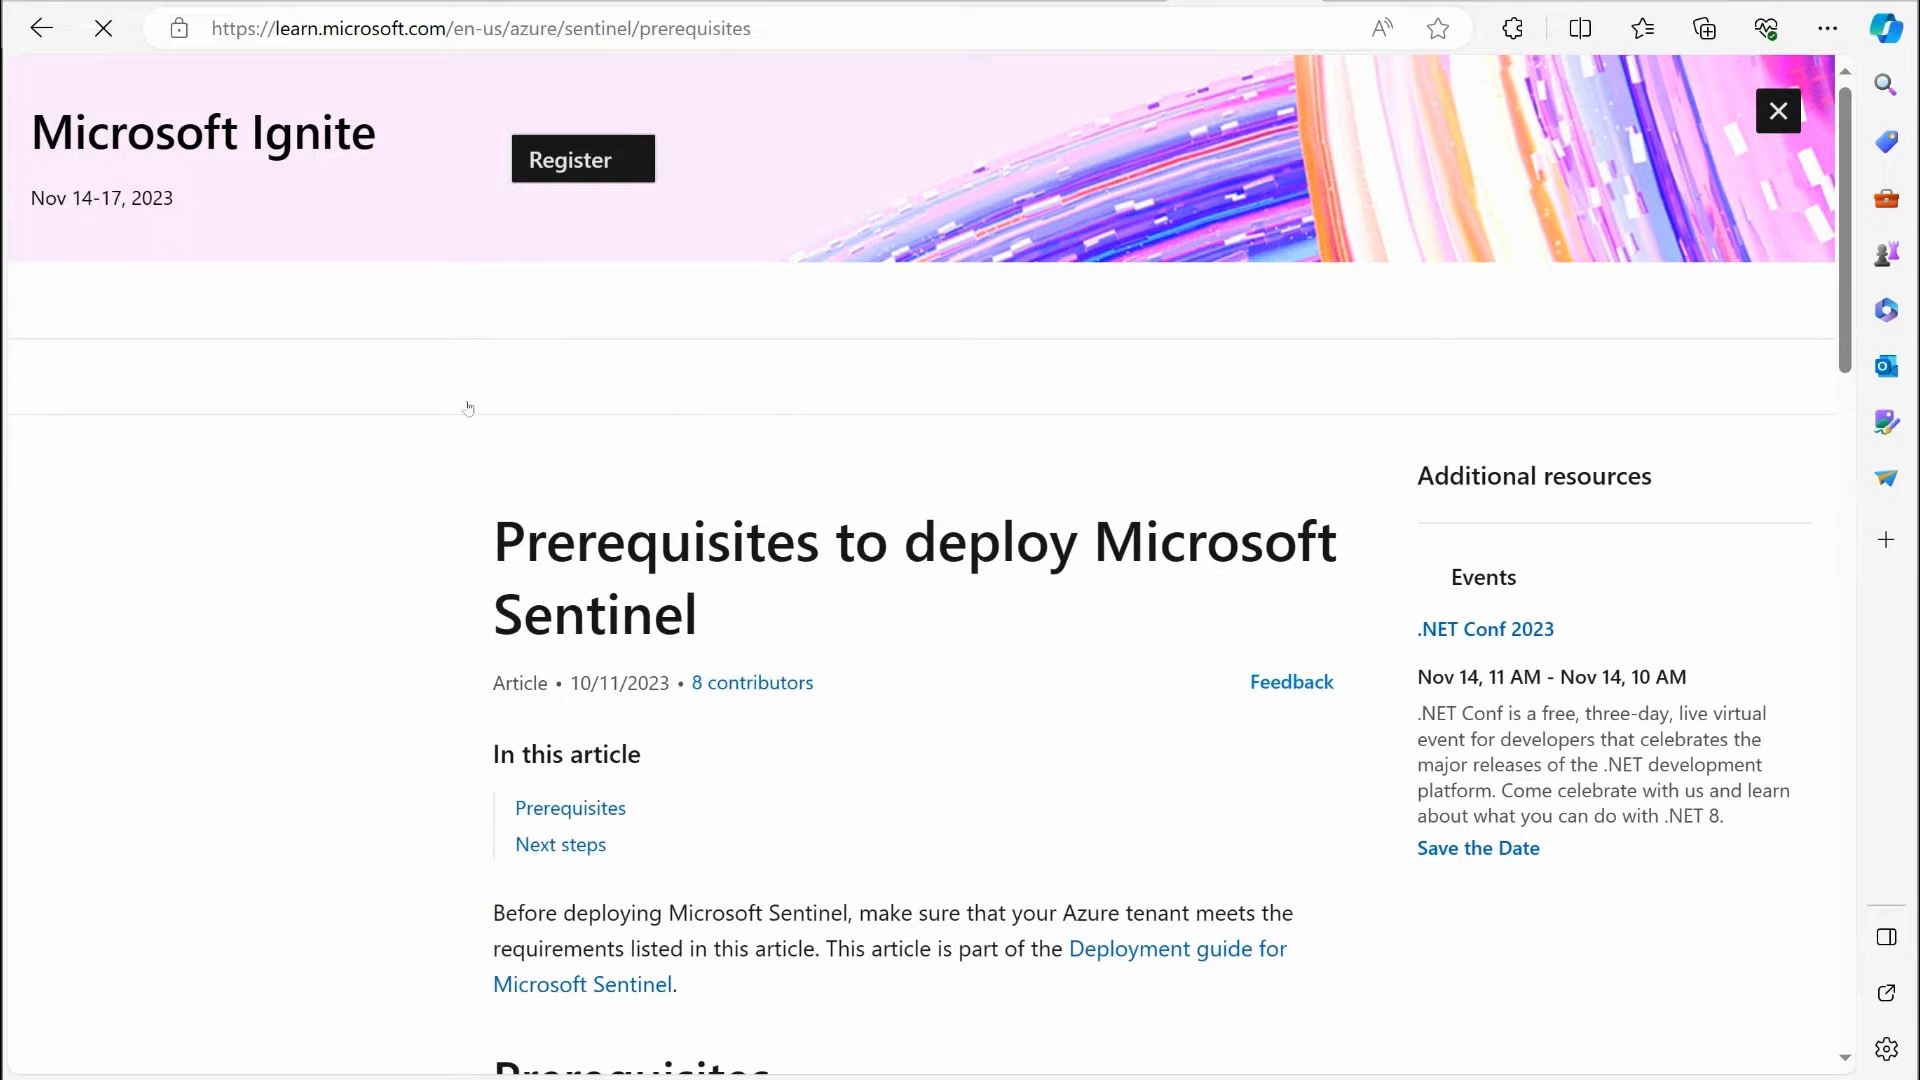 https://learn.microsoft.com/en-us/azure/sentinel/prerequisites
Microsoft Ignite
Register
Nov 14-17, 2023
Additional resources
Prerequisites to deploy Microsoft
Sentinel
Article • 10/11/2023 • 8 contributors
Feedback
In this article
Prerequisites
Next steps
Before deploying Microsoft Sentinel, make sure that your Azure tenant meets the
requirements listed in this article. This article is part of the Deployment guide for
Microsoft Sentinel.
Prerequisites
Events
.NET Conf 2023
Nov 14, 11 AM - Nov 14, 10 AM
.NET Conf is a free, three-day, live virtual
event for developers that celebrates the
major releases of the .NET development
platform. Come celebrate with us and learn
about what you can do with .NET 8.
Save the Date